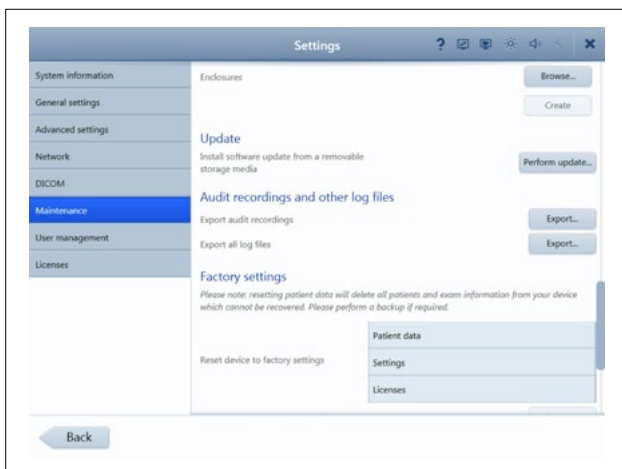 Settings
?
System information
General settings
Advanced settings
Network
DICOM
Maintenance
User management
Licenses
Enclosures
Browse...
Create
Update
Install software update from a removable
storage media
Perform update...
Audit recordings and other log files
Export audit recordings
Export...
Export all log files
Export...
Factory settings
Please note: resetting patient data will delete all patients and exam information from your device
which cannot be recovered. Please perform a backup if required.
Reset device to factory settings
Patient data
Settings
Licenses
Back